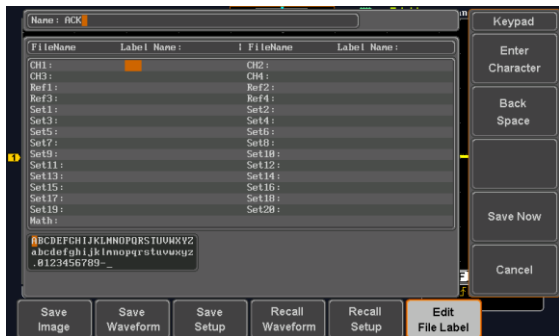 Name: ACK
FileName Label Name: | FileName Label Name:
CH1: CH2:
CH3: CH4:
Ref1: Ref2:
Ref3: Ref4:
Set1: Set2:
Set3: Set4:
Set5: Set6:
Set7: Set8:
Set9: Set10:
Set11: Set12:
Set13: Set14:
Set15: Set16:
Set17: Set18:
Set19: Set20:
Math:
ABCDEFGHIJKLMNOPQRSTUVWXYZ
abcdefghijklmnopqrstuvwxyz
.0123456789-_
Keypad
Enter
Character
Back
Space
Save Now
Cancel
1
F
Save
Image
Save
Waveform
Save
Setup
Recall
Waveform
Recall
Setup
Edit
File Label